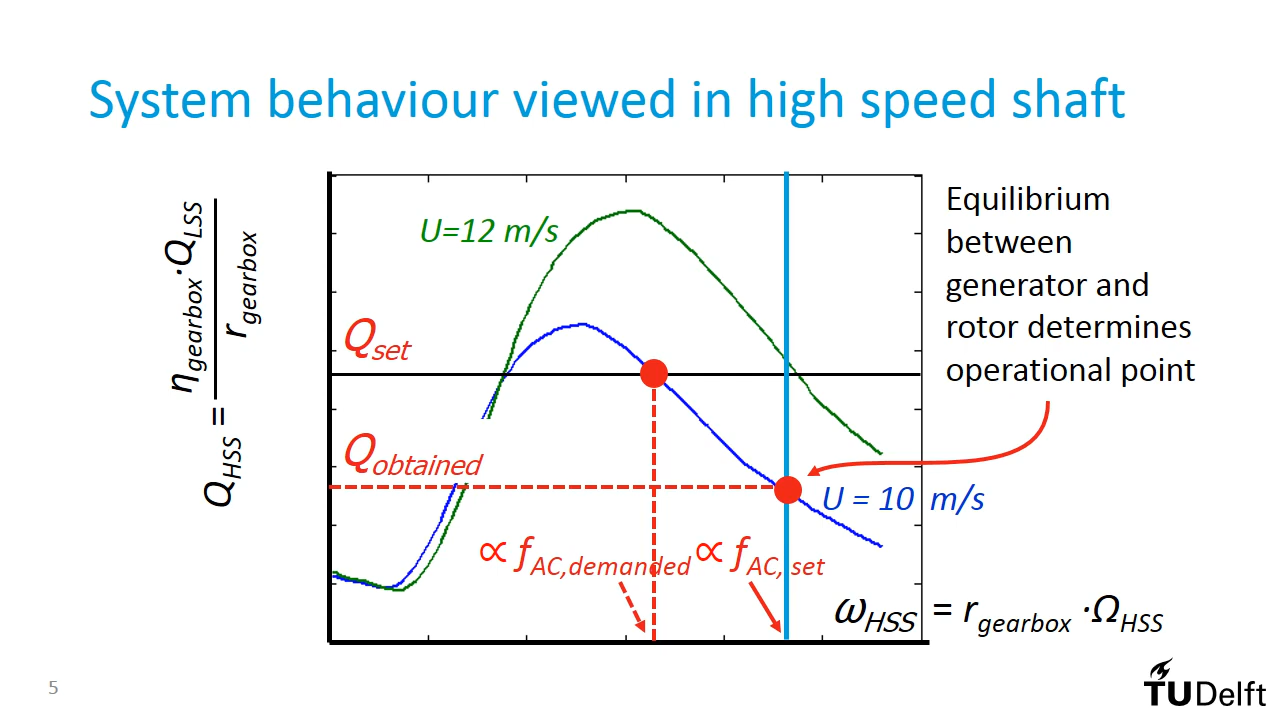 System behaviour viewed in high speed shaft
Q_HSS = η_gearbox·Q_LSS / r_gearbox
U=12 m/s
Q_set
Q_obtained
U = 10 m/s
∝ f_AC,demanded
∝ f_AC, set
ω_HSS = r_gearbox ·Ω_HSS
Equilibrium
between
generator and
rotor determines
operational point
5
TUDelft